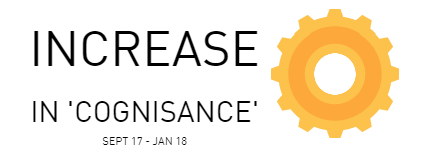 INCREASE
IN 'COGNISANCE'
SEPT 17 - JAN 18